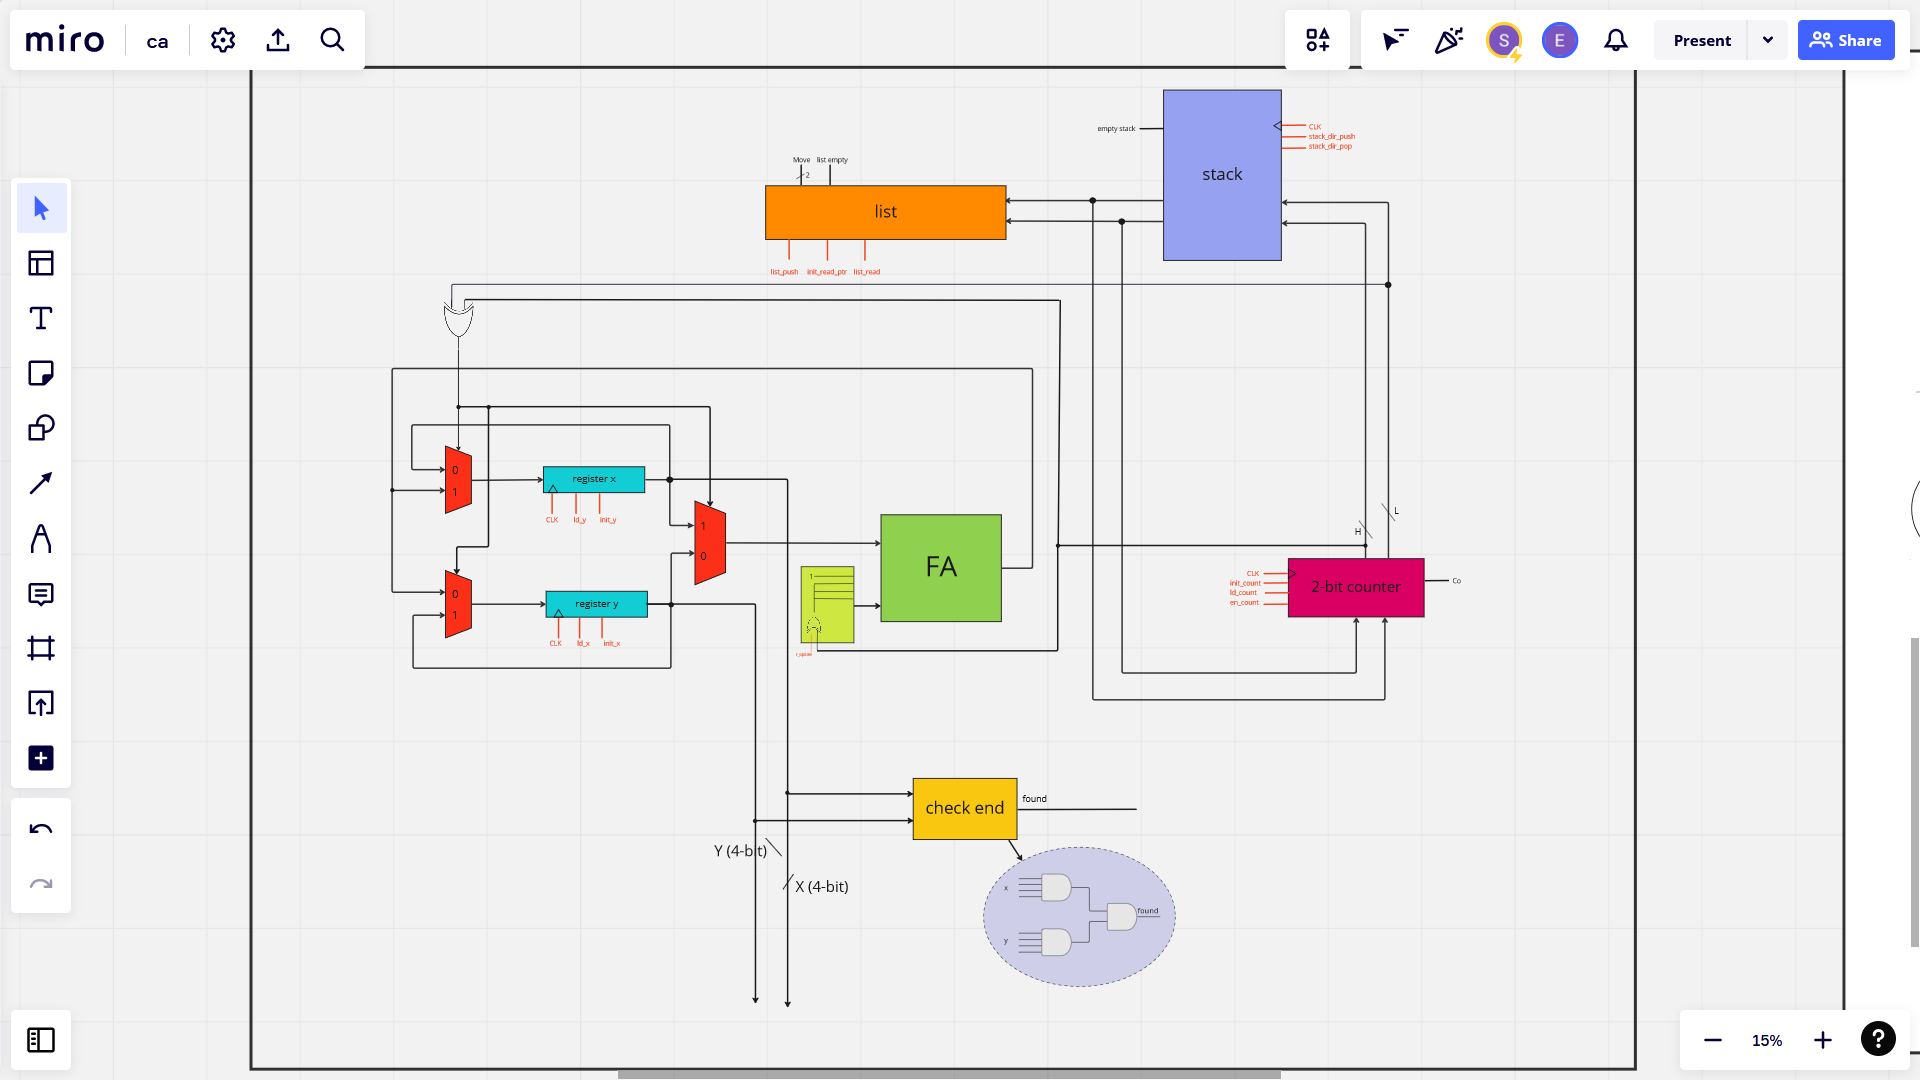 miro
ca
S
E
Present
Share
empty stack
CLK
stack_dir_push
stack_dir_pop
stack
Move
list empty
2
list
list_push
init_read_ptr
list_read
0
1
register x
CLK
ld_y
init_y
1
0
FA
1
L
H
CLK
init_count
ld_count
en_count
2-bit counter
Co
0
1
register y
CLK
ld_x
init_x
check end
found
Y (4-bit)
X (4-bit)
x
found
y
15%
?